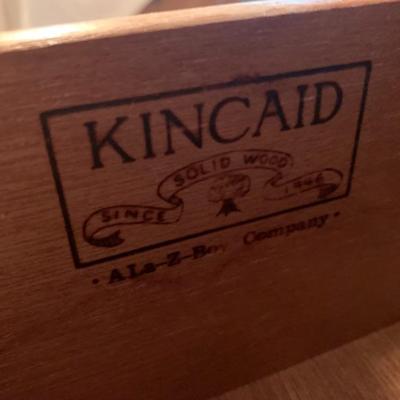 KINCAID
SOLID WOOD
SINCE 1946
· A La-Z-Boy Company ·